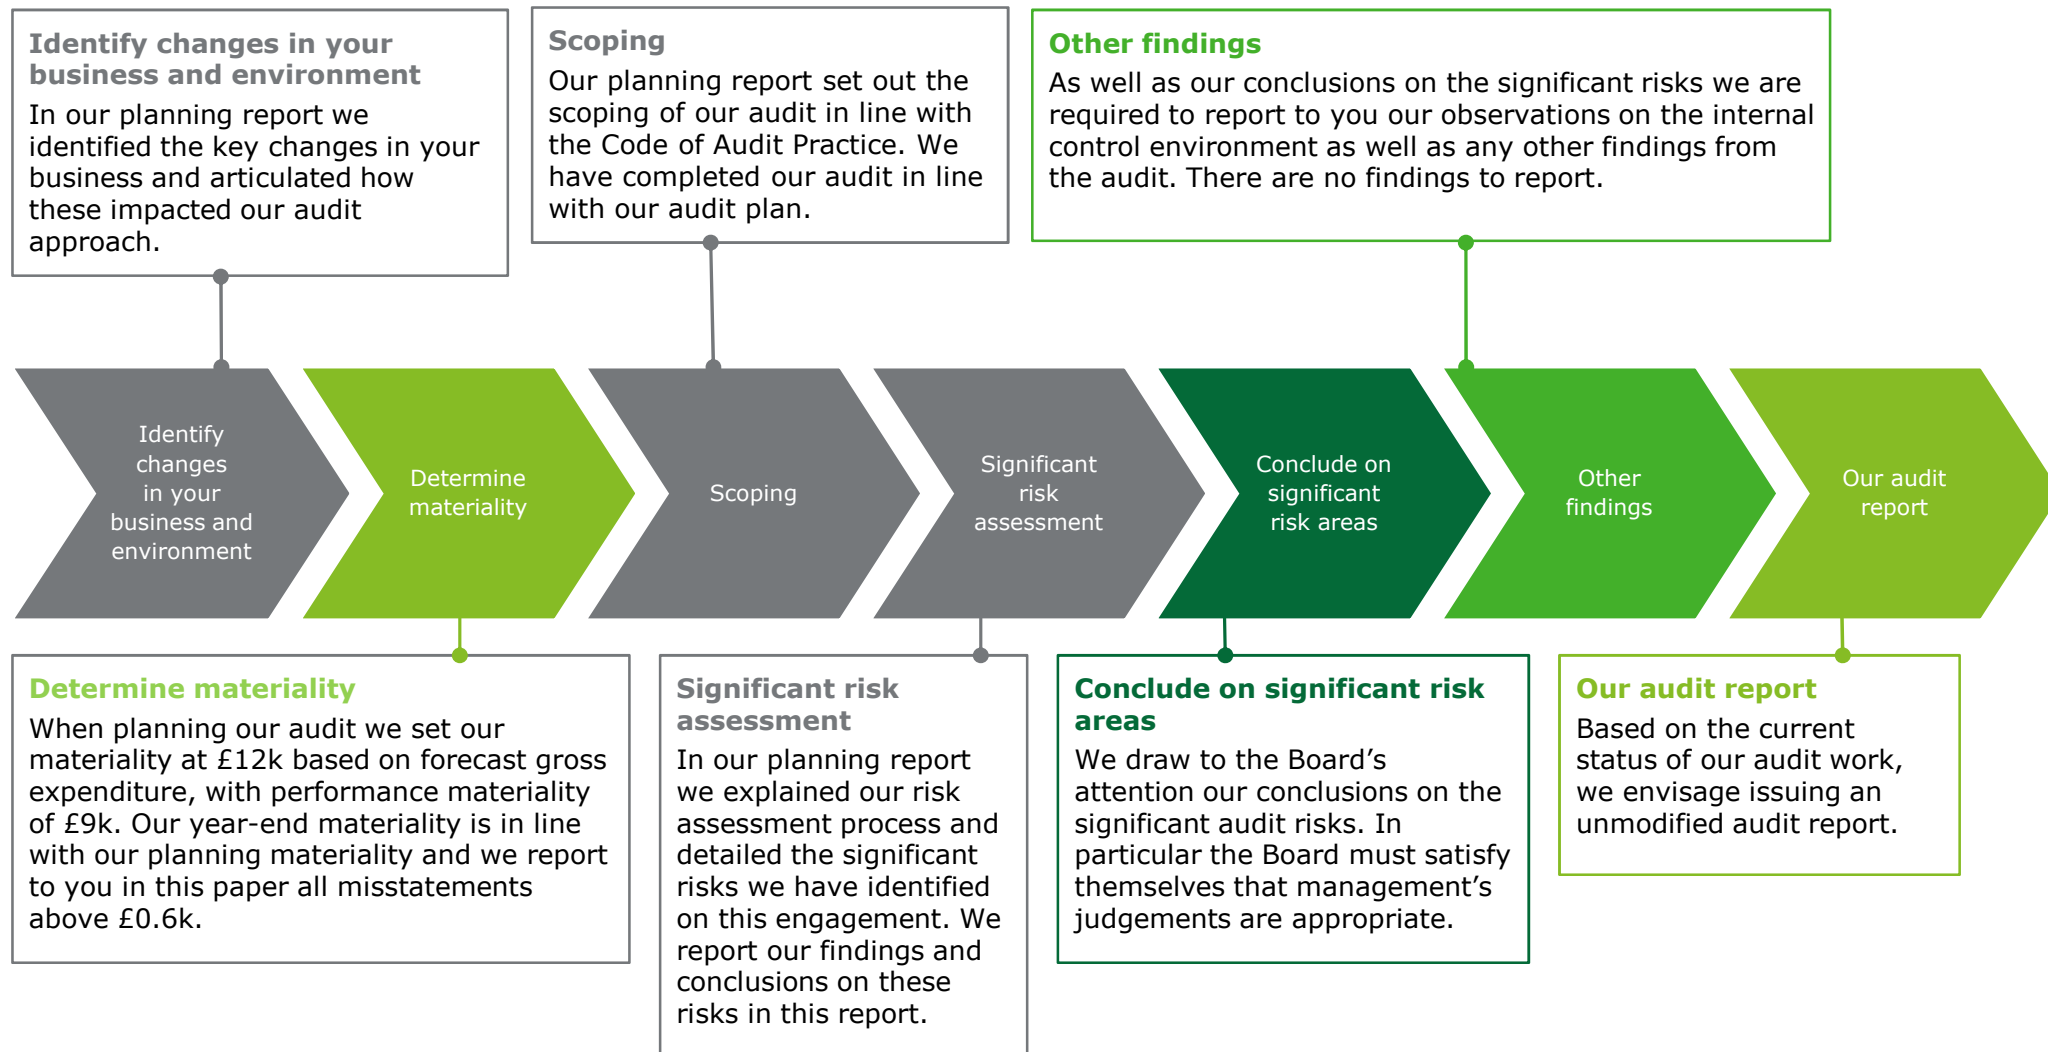 Identify changes in your
business and environment
In our planning report we
identified the key changes in your
business and articulated how
these impacted our audit
approach.
Scoping
Our planning report set out the
scoping of our audit in line with
the Code of Audit Practice. We
have completed our audit in line
with our audit plan.
Other findings
As well as our conclusions on the significant risks we are
required to report to you our observations on the internal
control environment as well as any other findings from
the audit. There are no findings to report.
Identify
changes
in your
business and
environment
Determine
materiality
Scoping
Significant
risk
assessment
Conclude on
significant
risk areas
Other
findings
Our audit
report
Determine materiality
When planning our audit we set our
materiality at £12k based on forecast gross
expenditure, with performance materiality
of £9k. Our year-end materiality is in line
with our planning materiality and we report
to you in this paper all misstatements
above £0.6k.
Significant risk
assessment
In our planning report
we explained our risk
assessment process and
detailed the significant
risks we have identified
on this engagement. We
report our findings and
conclusions on these
risks in this report.
Conclude on significant risk
areas
We draw to the Board’s
attention our conclusions on the
significant audit risks. In
particular the Board must satisfy
themselves that management’s
judgements are appropriate.
Our audit report
Based on the current
status of our audit work,
we envisage issuing an
unmodified audit report.